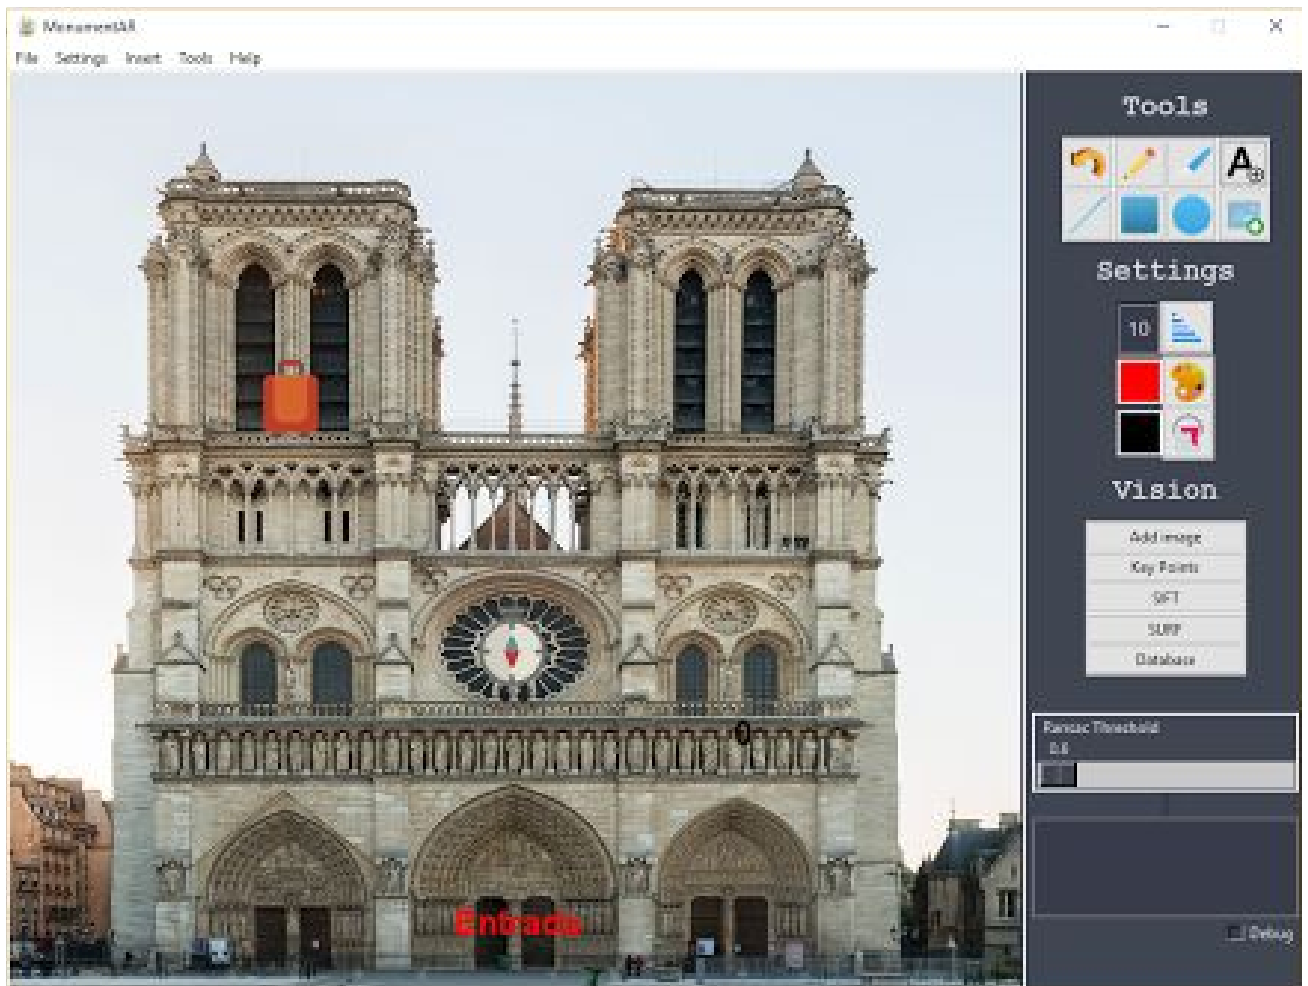 MonumentAR
File Settings Insert Tools Help
Tools
A
Settings
10
Vision
Add image
Key Points
SIFT
SURF
Database
Ransac Threshold
0.6
Entrada
Debug